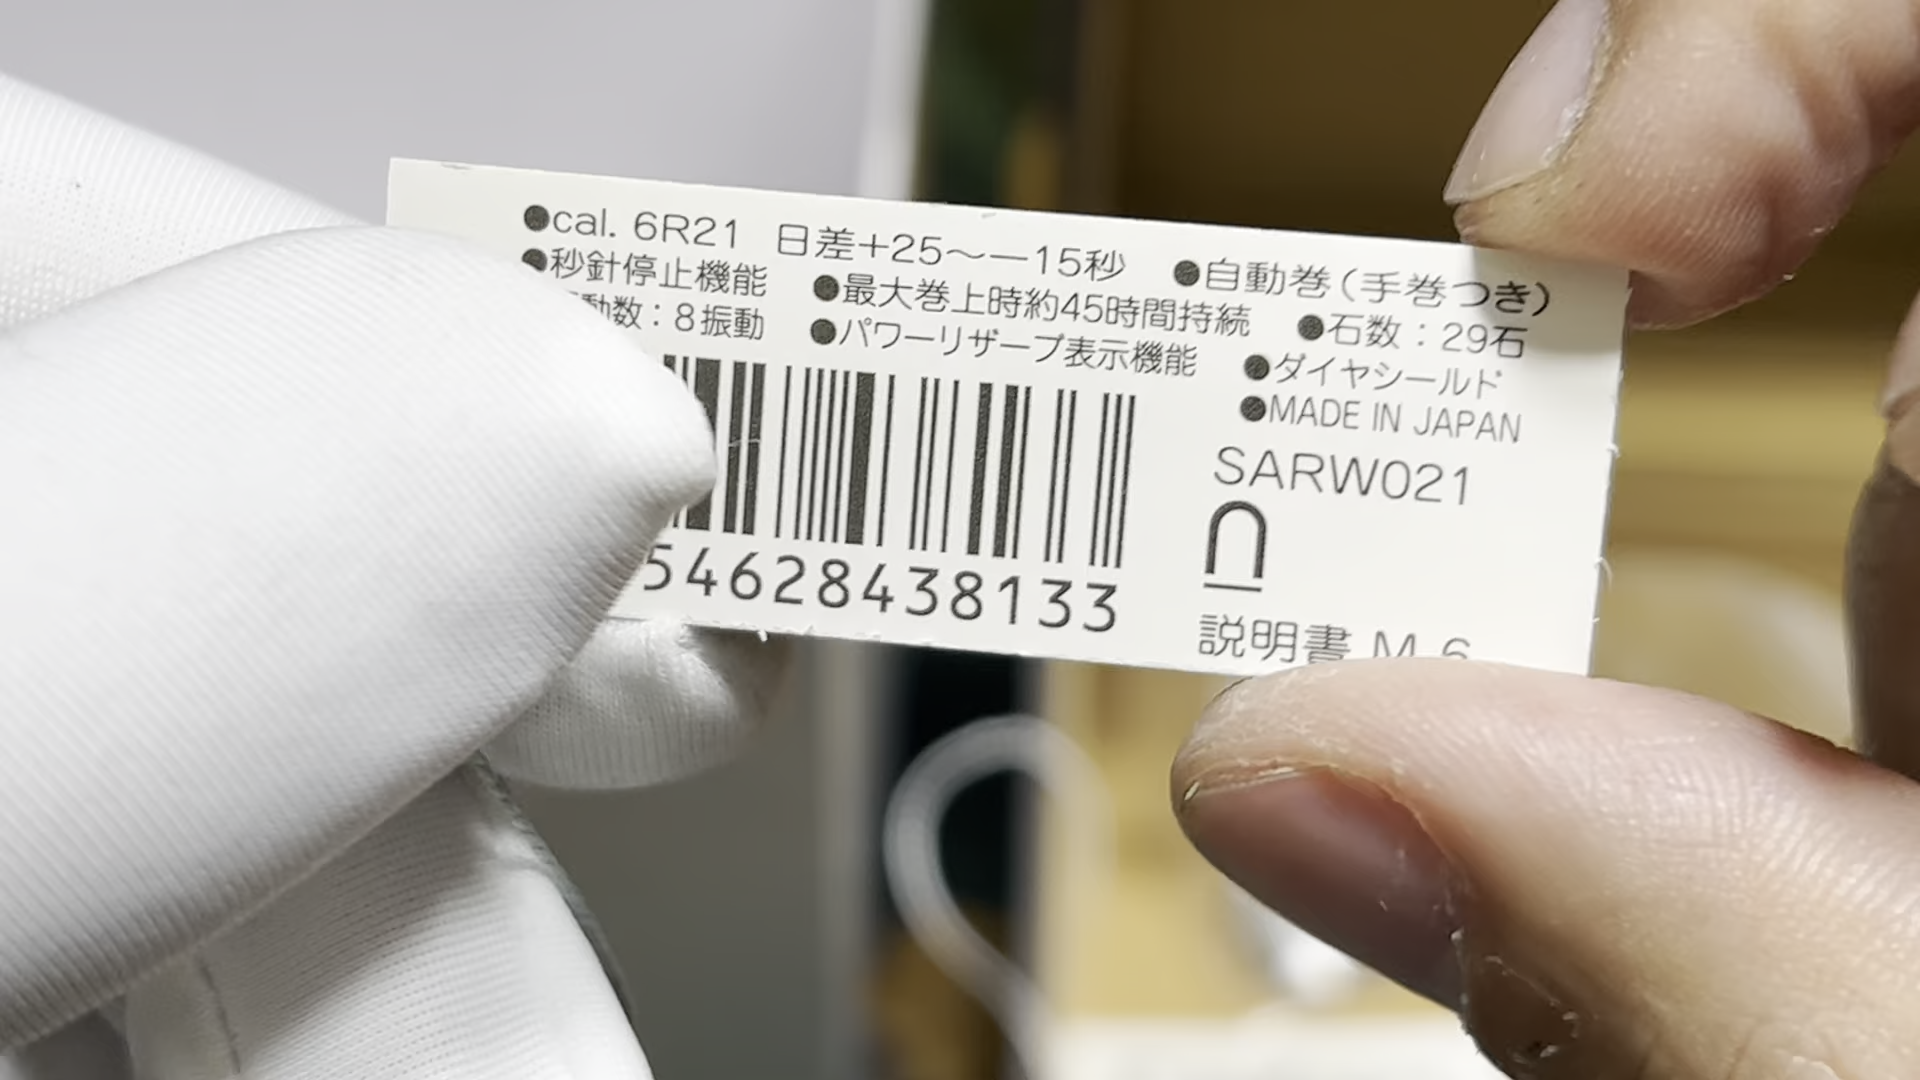 ●cal. 6R21 日差+25〜−15秒 ●自動巻(手巻つき)
●秒針停止機能 ●最大巻上時約45時間持続 ●石数：29石
動数：8振動 ●パワーリザーブ表示機能 ●ダイヤシールド
●MADE IN JAPAN
SARW021
54628438133
説明書 M-6